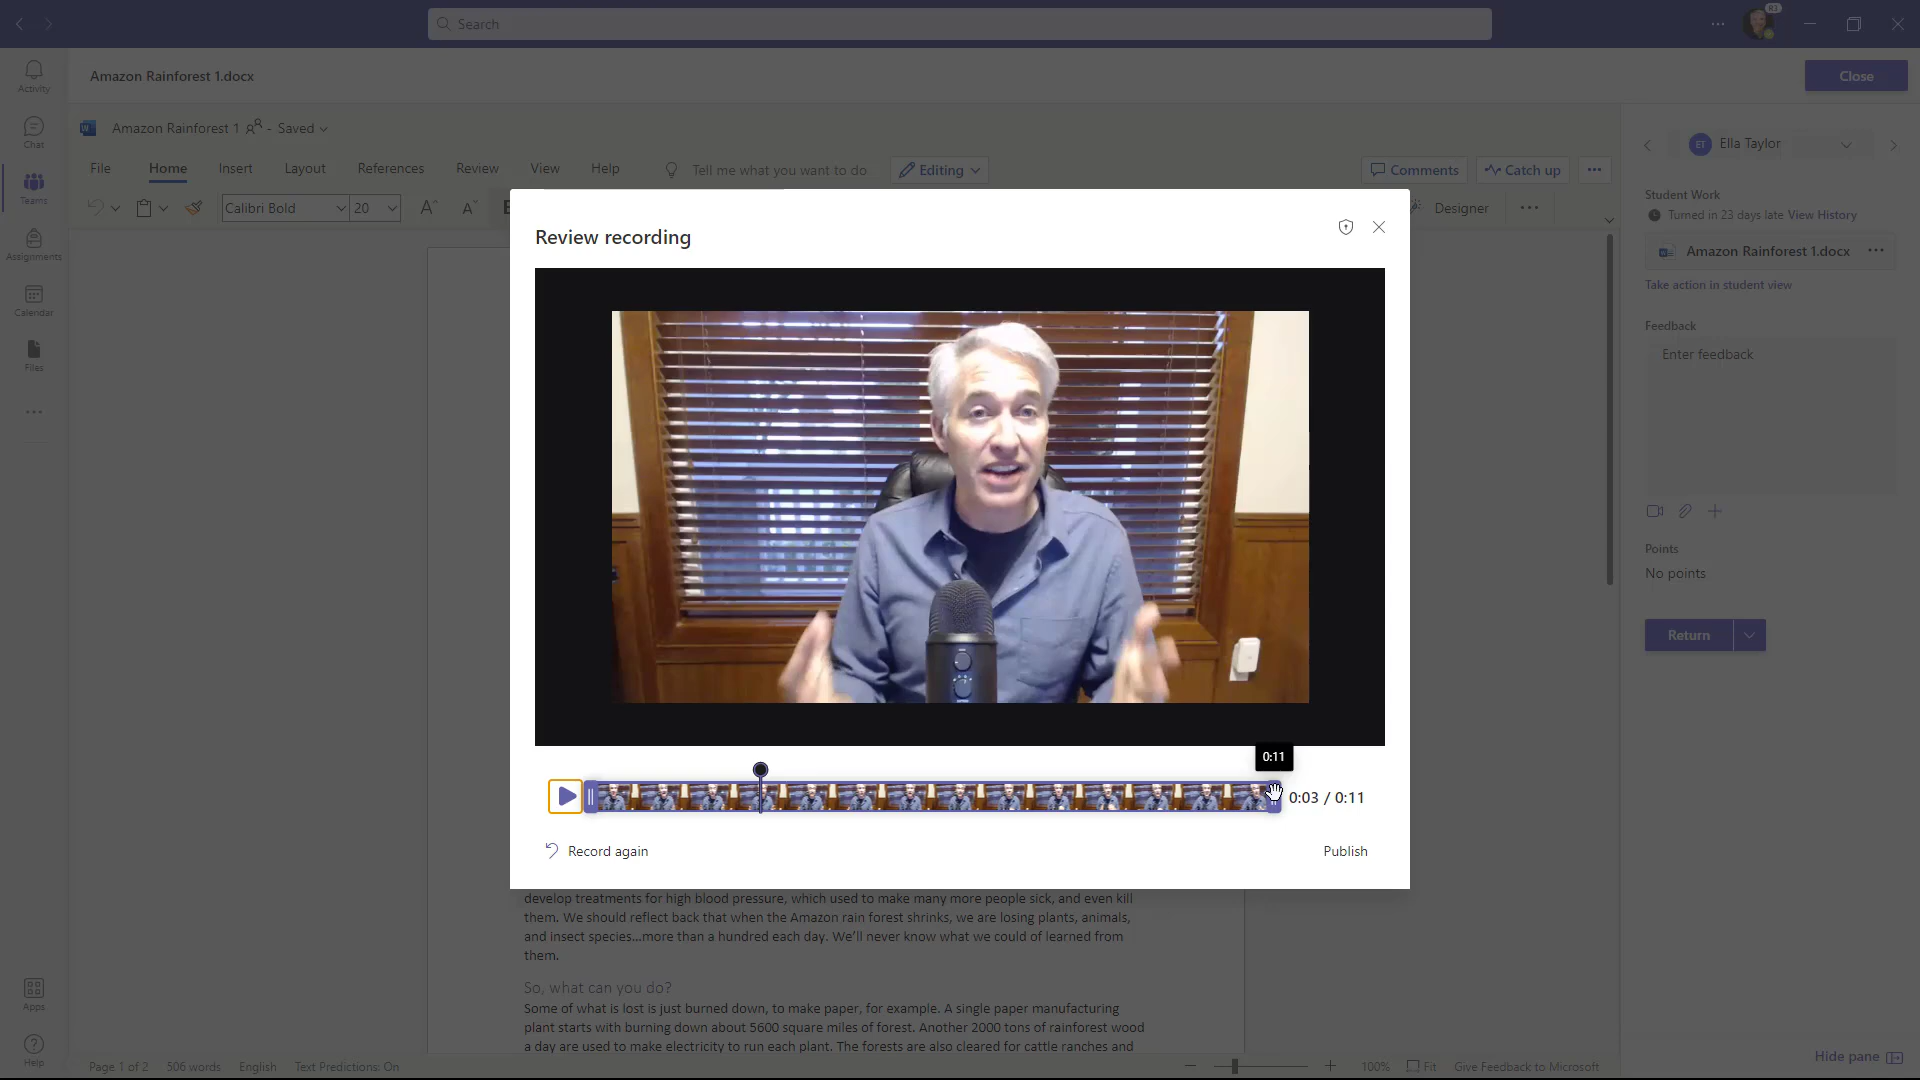 Search
R3
Activity
Chat
Teams
Assignments
Calendar
Files
Apps
Help
Amazon Rainforest 1.docx
Close
Amazon Rainforest 1 - Saved
File Home Insert Layout References Review View Help Tell me what you want to do Editing Comments Catch up
Calibri Bold 20 A A Designer
Review recording
0:11
0:03 / 0:11
Record again Publish
develop treatments for high blood pressure, which used to make many more people sick, and even kill
them. We should reflect back that when the Amazon rain forest shrinks, we are losing plants, animals,
and insect species...more than a hundred each day. We'll never know what we could of learned from
them.
So, what can you do?
Some of what is lost is just burned down, to make paper, for example. A single paper manufacturing
plant starts with burning down about 5600 square miles of forest. Another 2000 tons of rainforest wood
a day are used to make electricity to run each plant. The forests are also cleared for cattle ranches and
Page 1 of 2 506 words English Text Predictions: On 100% Fit Give Feedback to Microsoft
ET Ella Taylor
Student Work
Turned in 23 days late View History
Amazon Rainforest 1.docx
Take action in student view
Feedback
Enter feedback
Points
No points
Return
Hide pane